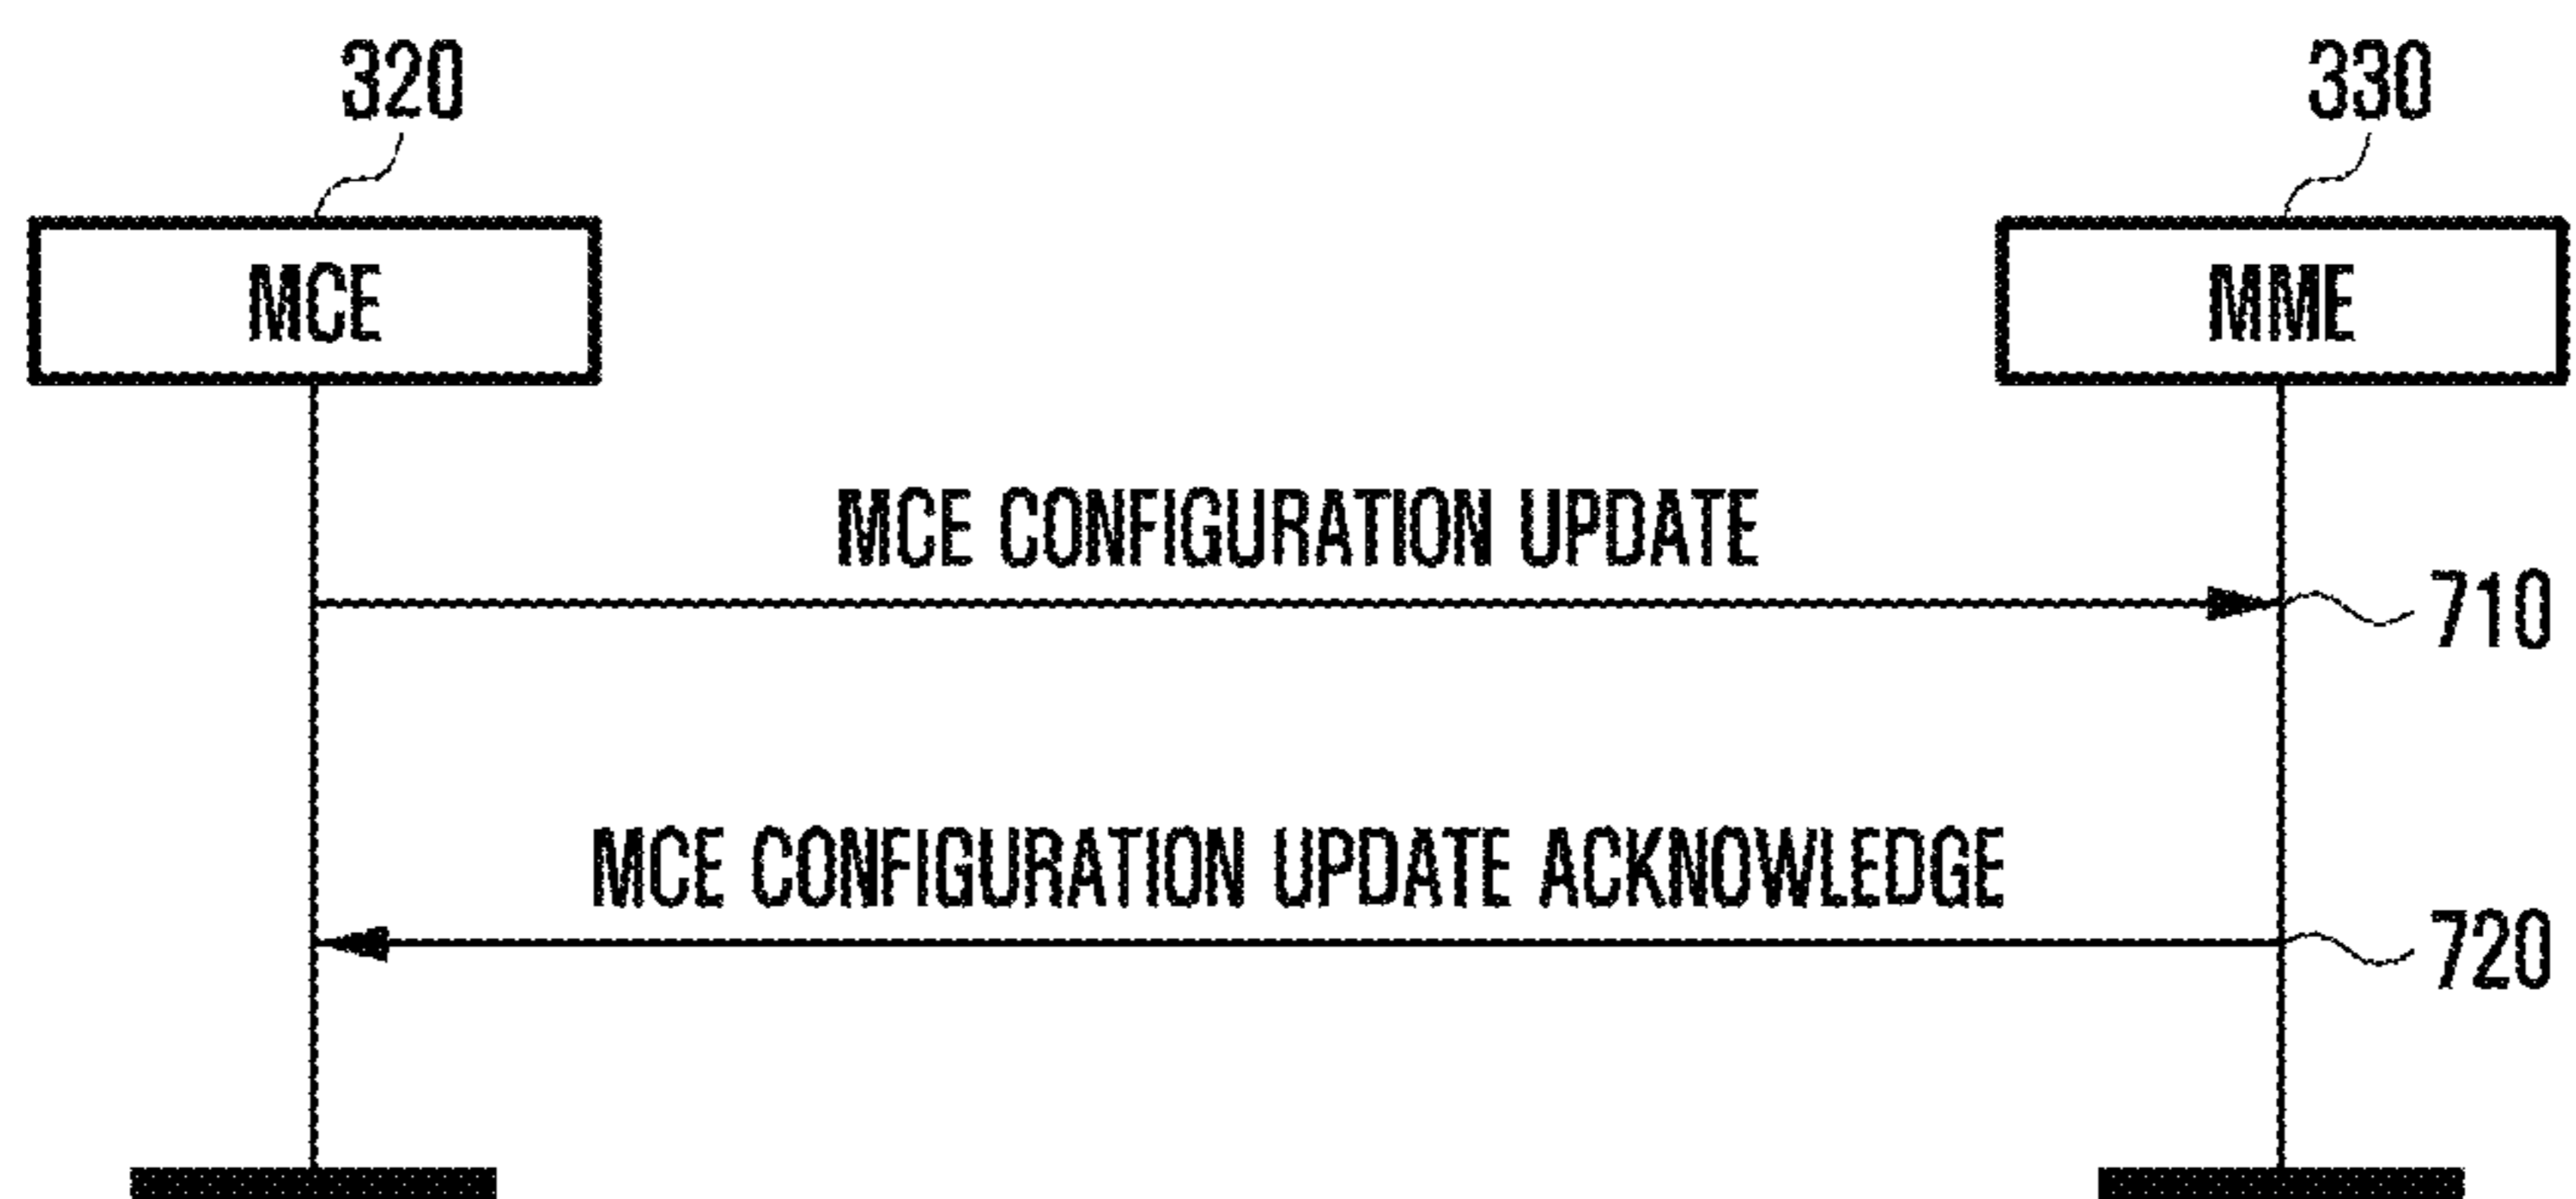 320
330
MCE
MME
MCE CONFIGURATION UPDATE
710
MCE CONFIGURATION UPDATE ACKNOWLEDGE
720